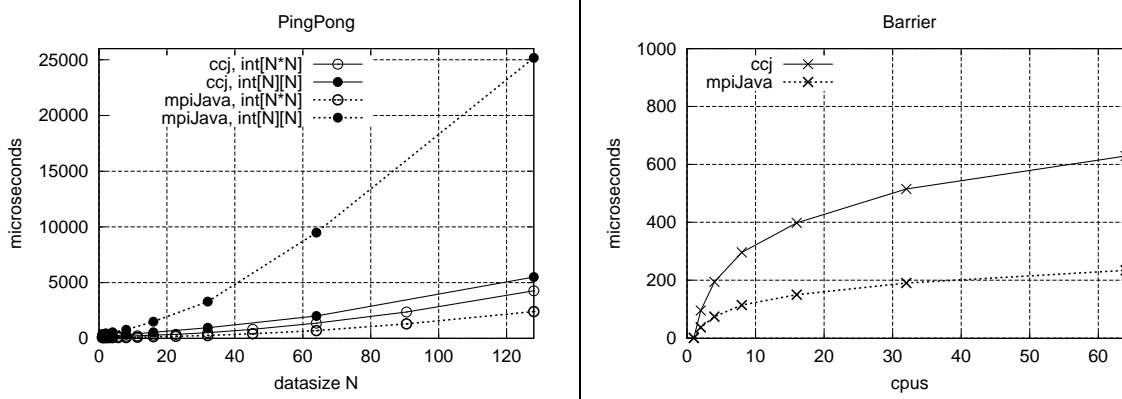 PingPong
25000
20000
15000
10000
5000
0
microseconds
ccj, int[N*N]
ccj, int[N][N]
mpiJava, int[N*N]
mpiJava, int[N][N]
0 20 40 60 80 100 120
datasize N
Barrier
1000
800
600
400
200
0
microseconds
ccj
mpiJava
0 10 20 30 40 50 60
cpus